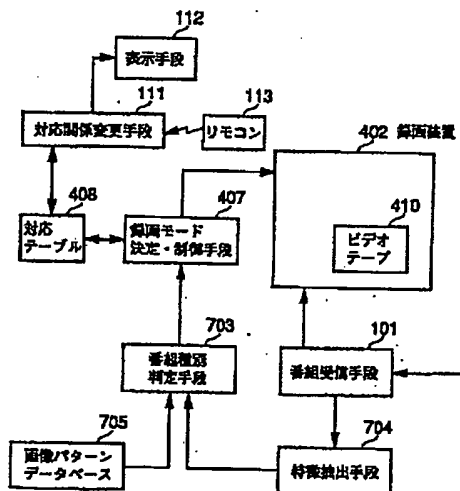 112
表示手段
111
対応関係変更手段
113
リモコン
402 録画装置
408
対応
テーブル
407
録画モード
決定・制御手段
410
ビデオ
テープ
703
番組種別
判定手段
101
番組受信手段
705
画像パターン
データベース
704
特徴抽出手段